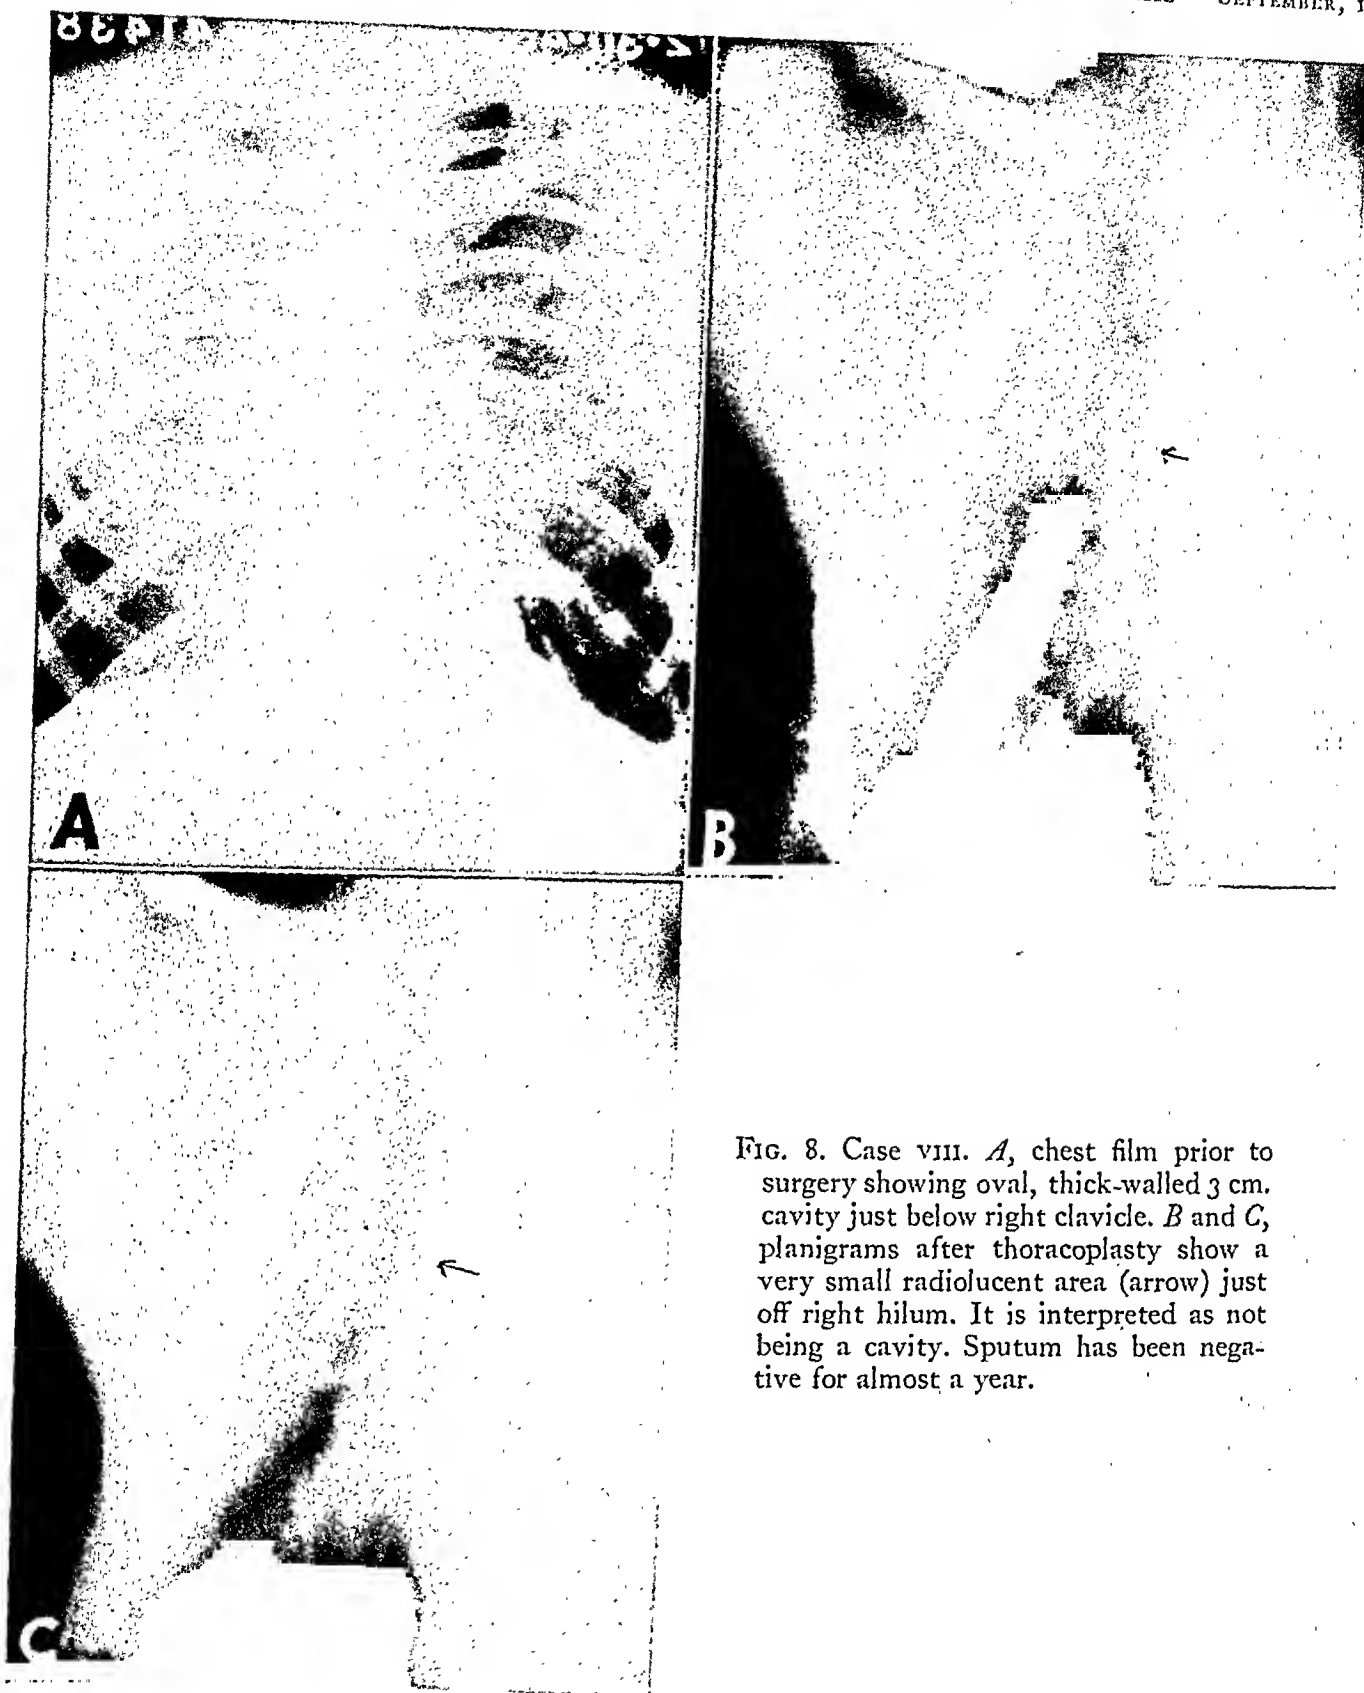 SEPTEMBER, 1
A
B
C
FIG. 8. Case VIII. A, chest film prior to
surgery showing oval, thick-walled 3 cm.
cavity just below right clavicle. B and C,
planigrams after thoracoplasty show a
very small radiolucent area (arrow) just
off right hilum. It is interpreted as not
being a cavity. Sputum has been nega-
tive for almost a year.